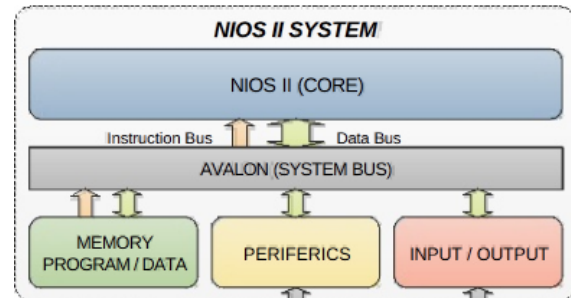 NIOS II SYSTEM
NIOS II (CORE)
Instruction Bus
Data Bus
AVALON (SYSTEM BUS)
MEMORY
PROGRAM / DATA
PERIFERICS
INPUT / OUTPUT